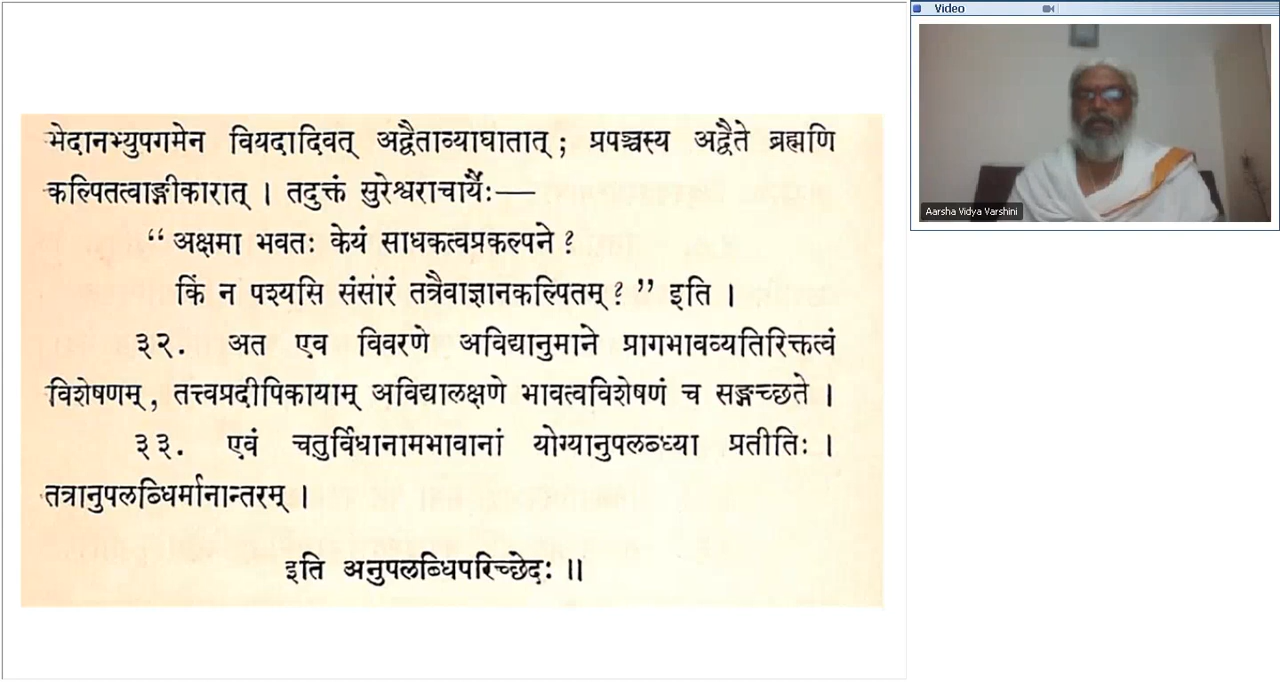 भेदानभ्युपगमेन वियदादिवत् अद्वैताव्याघातात् ; प्रपञ्चस्य अद्वैते ब्रह्मणि
कल्पितत्वाङ्गीकारात् । तदुक्तं सुरेश्वराचार्यैः—
“ अक्षमा भवतः केयं साधकत्वप्रकल्पने ?
किं न पश्यसि संसारं तत्रैवाज्ञानकल्पितम् ? ” इति ।
३२. अत एव विवरणे अविद्यानुमाने प्रागभावव्यतिरिक्तत्वं
विशेषणम् , तत्त्वप्रदीपिकायाम् अविद्यालक्षणे भावत्वविशेषणं च सङ्गच्छते ।
३३. एवं चतुर्विधानामभावानां योग्यानुपलब्ध्या प्रतीतिः ।
तत्रानुपलब्धिर्मानान्तरम् ।
इति अनुपलब्धिपरिच्छेदः ॥
Video
Aarsha Vidya Varshini